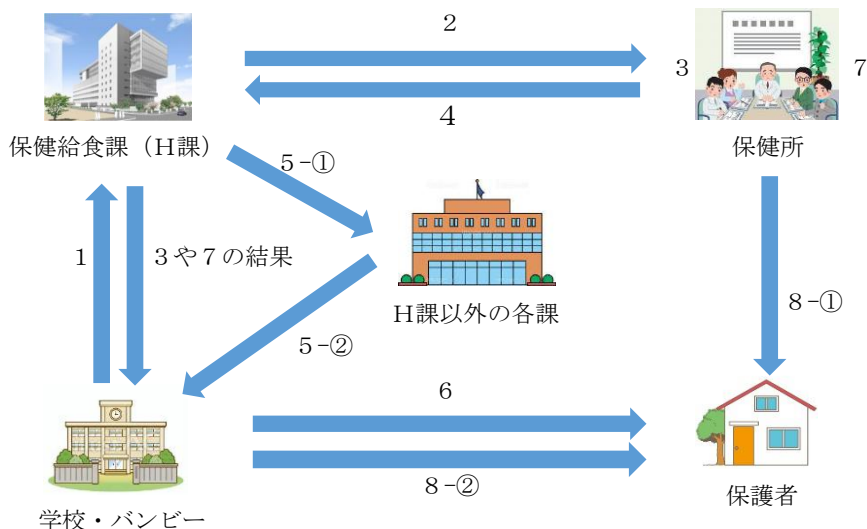 2
3
7
4
保健給食課（H課）
保健所
5-①
1
3や7の結果
H課以外の各課
8-①
5-②
6
8-②
学校・バンビー
保護者